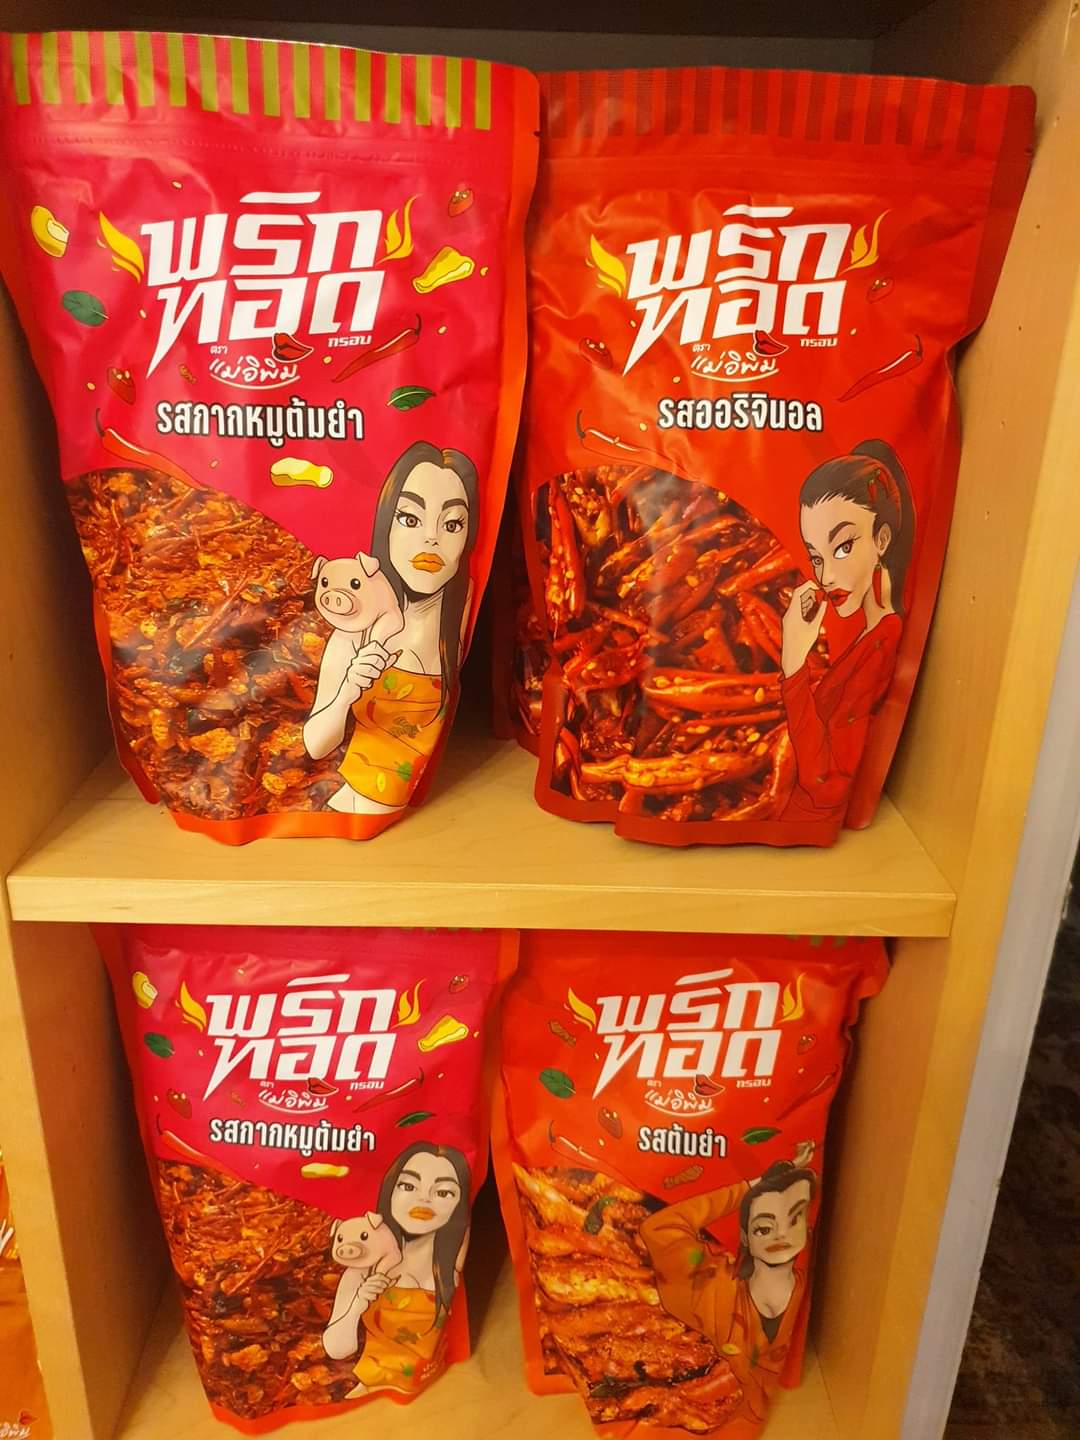 พริก
ทอด
กรอบ
ตรา
แม่อิพิม
รสกากหมูต้มยำ
พริก
ทอด
กรอบ
ตรา
แม่อิพิม
รสออริจินอล
พริก
ทอด
กรอบ
ตรา
แม่อิพิม
รสกากหมูต้มยำ
พริก
ทอด
กรอบ
ตรา
แม่อิพิม
รสต้มยำ